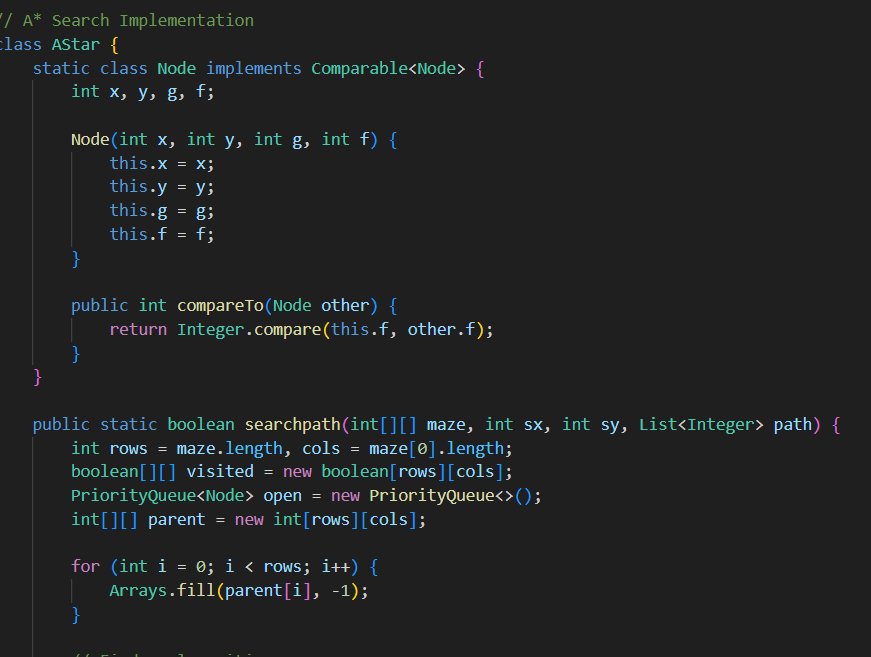 // A* Search Implementation
class AStar {
static class Node implements Comparable<Node> {
int x, y, g, f;
Node(int x, int y, int g, int f) {
this.x = x;
this.y = y;
this.g = g;
this.f = f;
}
public int compareTo(Node other) {
return Integer.compare(this.f, other.f);
}
}
public static boolean searchpath(int[][] maze, int sx, int sy, List<Integer> path) {
int rows = maze.length, cols = maze[0].length;
boolean[][] visited = new boolean[rows][cols];
PriorityQueue<Node> open = new PriorityQueue<>();
int[][] parent = new int[rows][cols];
for (int i = 0; i < rows; i++) {
Arrays.fill(parent[i], -1);
}